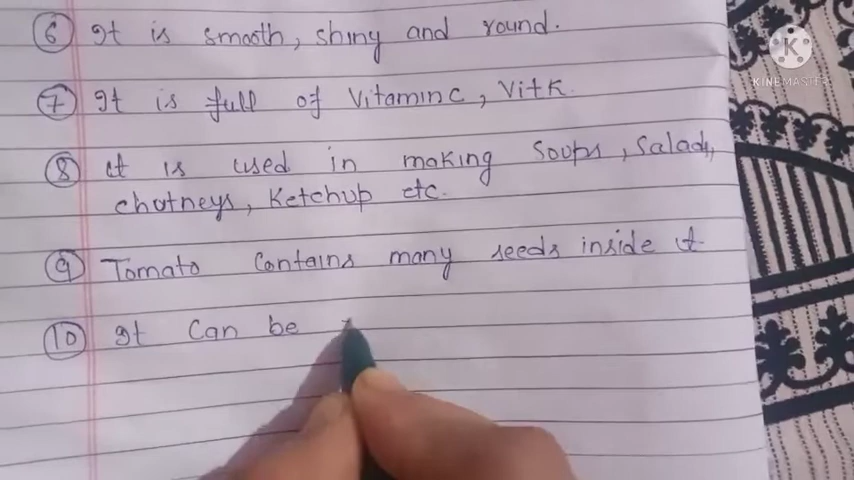 6 It is smooth, shiny and round.
7 It is full of Vitamin C, Vit K.
8 It is used in making Soups, Salads,
chutneys, Ketchup etc.
9 Tomato Contains many seeds inside it
10 It Can be
K
KINEMASTER